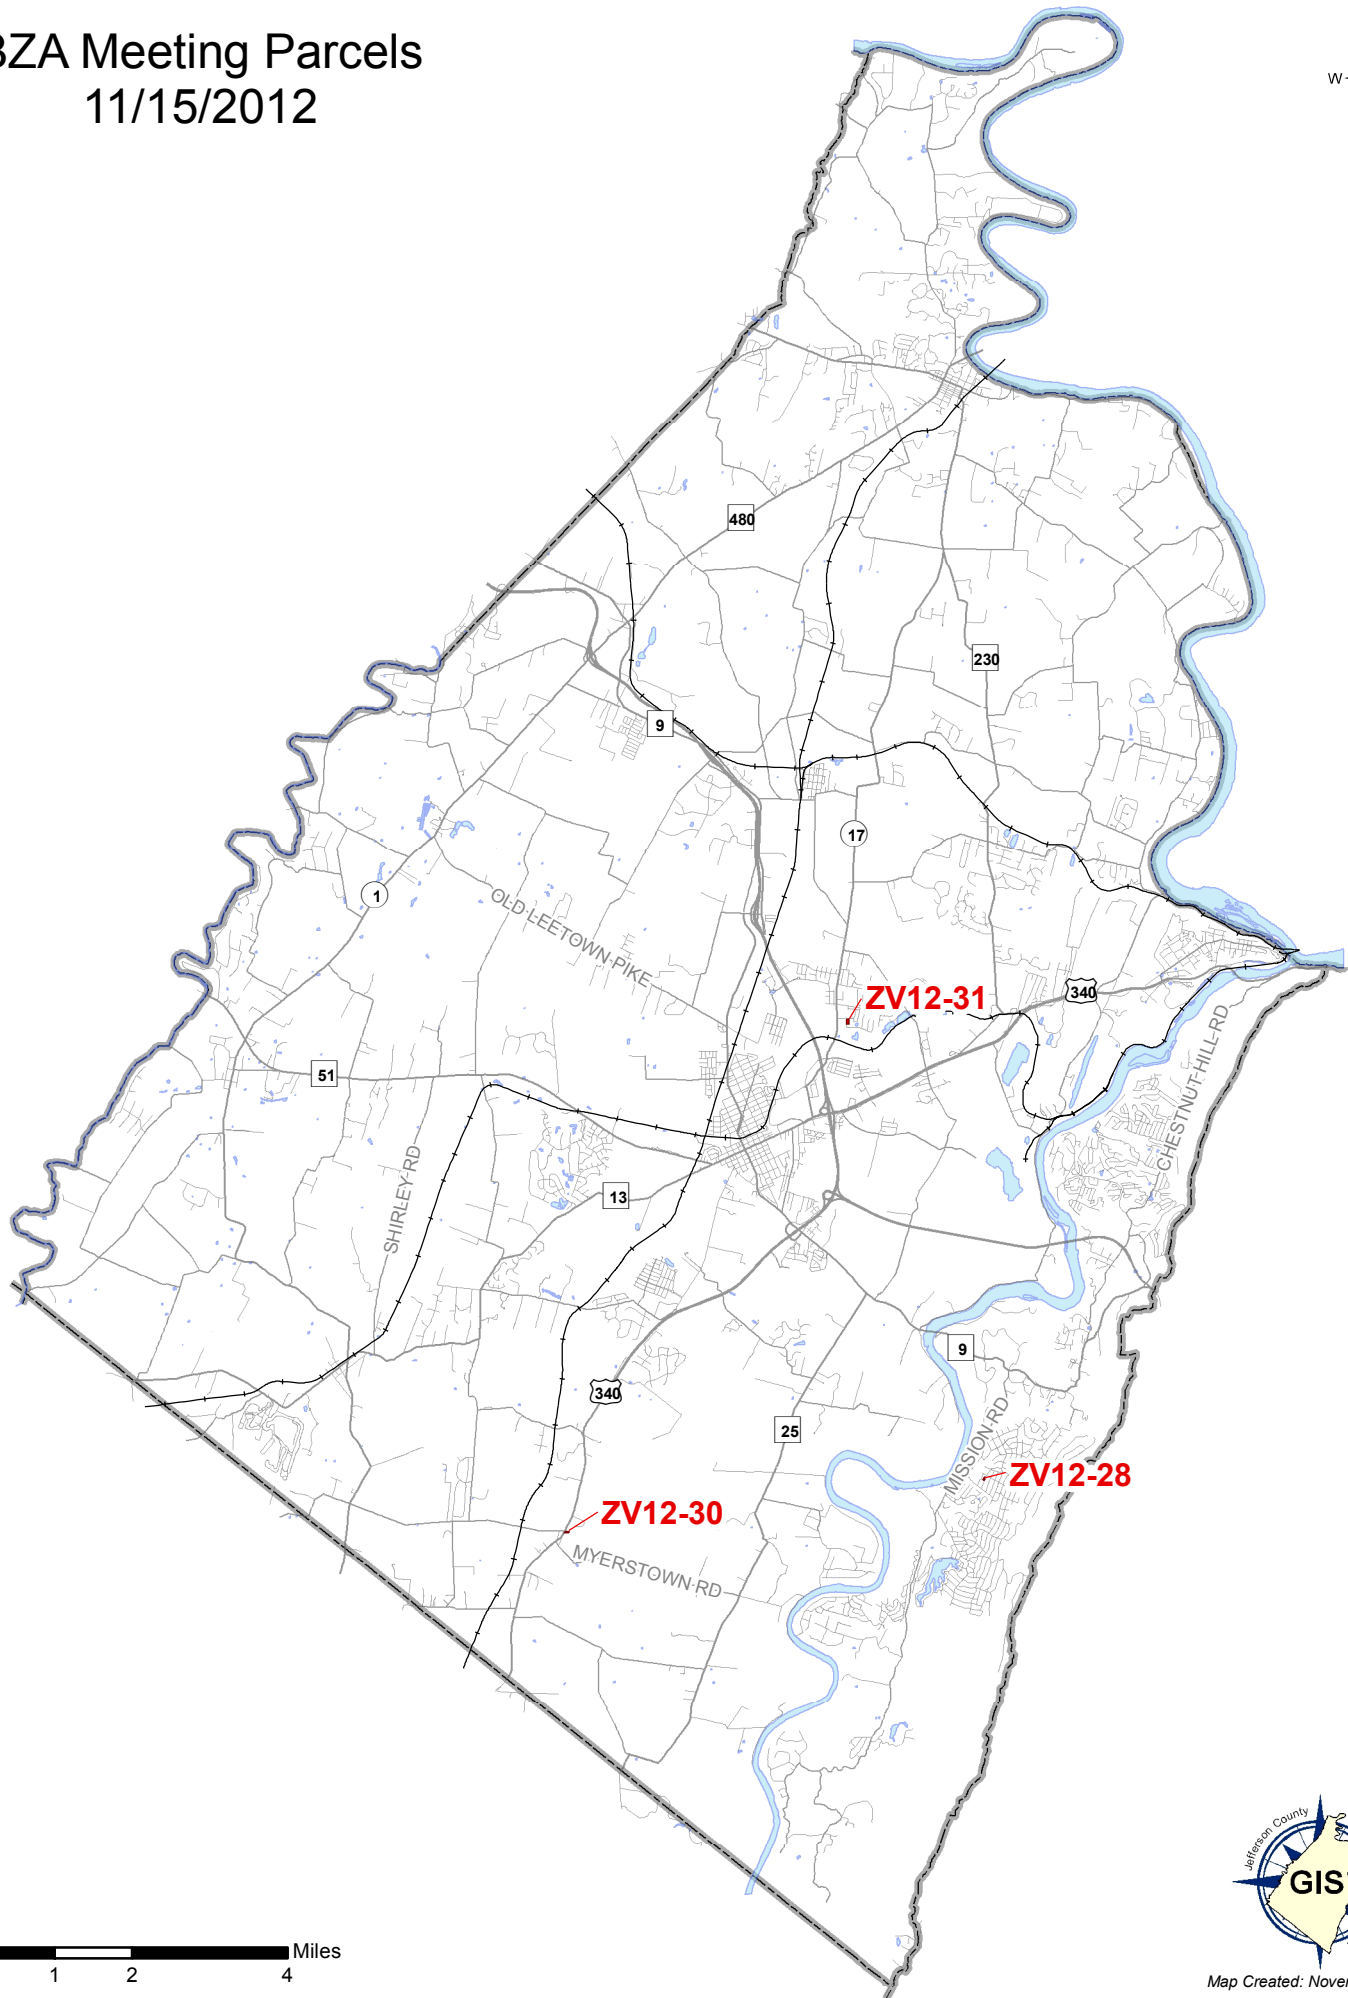 BZA Meeting Parcels
11/15/2012
W
480
230
9
17
1
OLD LEETOWN PIKE
ZV12-31
340
CHESTNUT HILL RD
51
SHIRLEY RD
13
9
340
25
MISSION RD
ZV12-28
ZV12-30
MYERSTOWN RD
Jefferson County
GIS
Miles
1 2 4
Map Created: